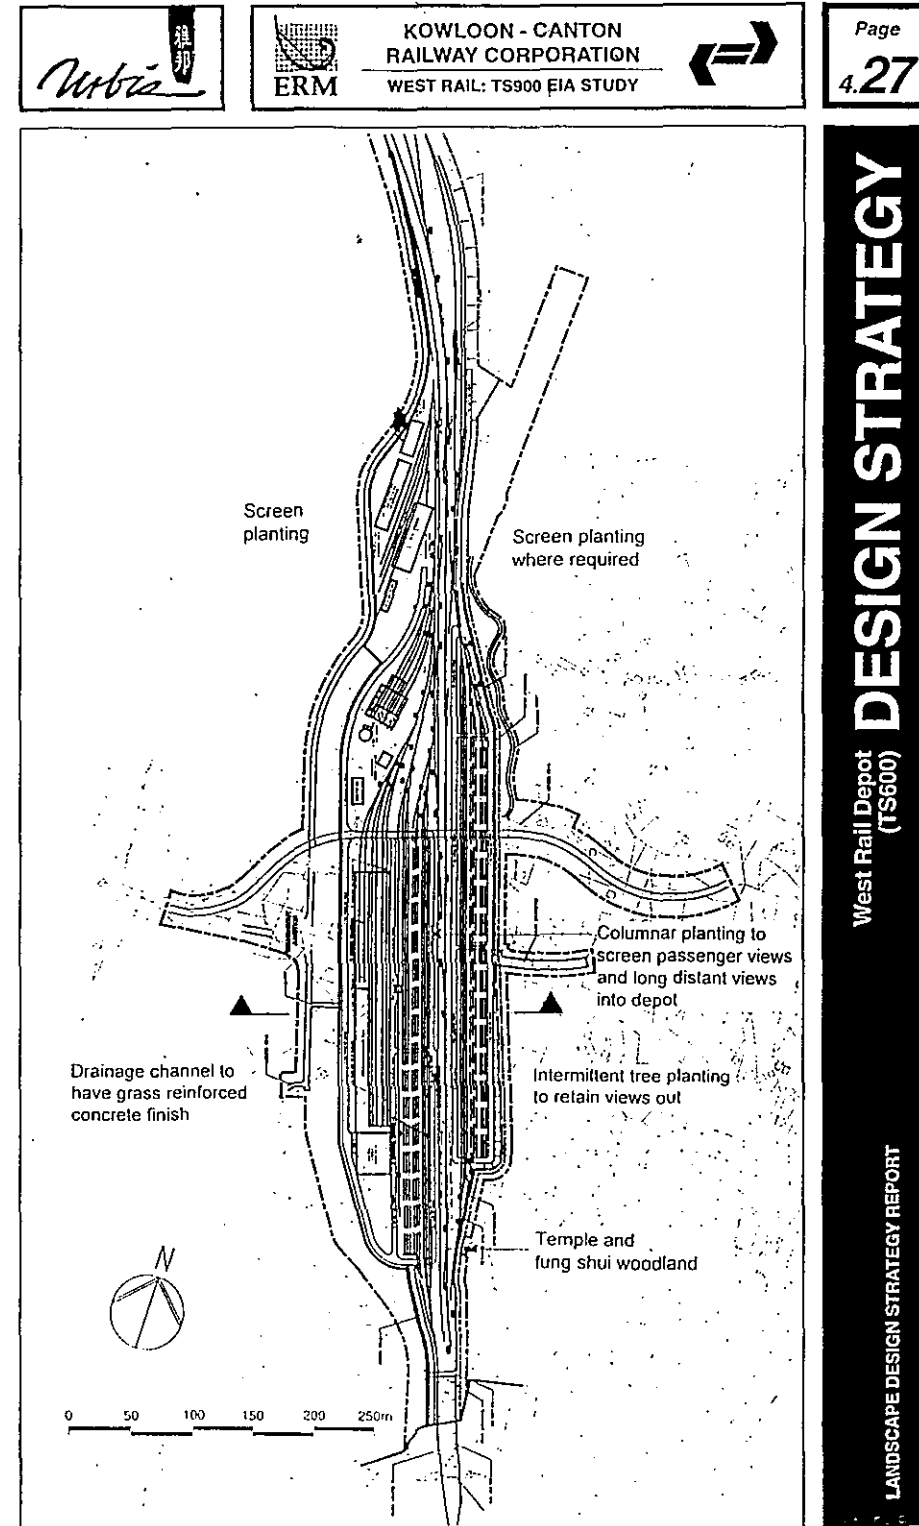 Urbis
雅邦
ERM
KOWLOON - CANTON
RAILWAY CORPORATION
WEST RAIL: TS900 EIA STUDY
Page
4.27
West Rail Depot
(TS600)
DESIGN STRATEGY
LANDSCAPE DESIGN STRATEGY REPORT
Screen
planting
Screen planting
where required
Columnar planting to
screen passenger views
and long distant views
into depot
Drainage channel to
have grass reinforced
concrete finish
Intermittent tree planting
to retain views out
Temple and
fung shui woodland
N
0 50 100 150 200 250m